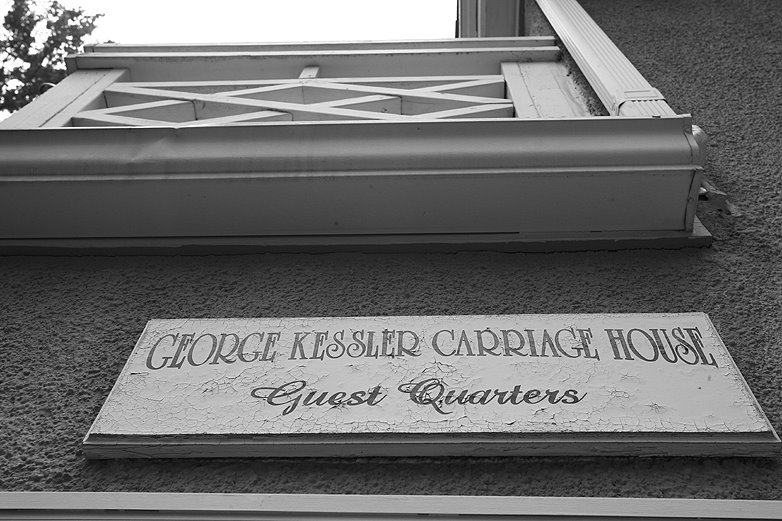 GEORGE KESSLER CARRIAGE HOUSE
Guest Quarters